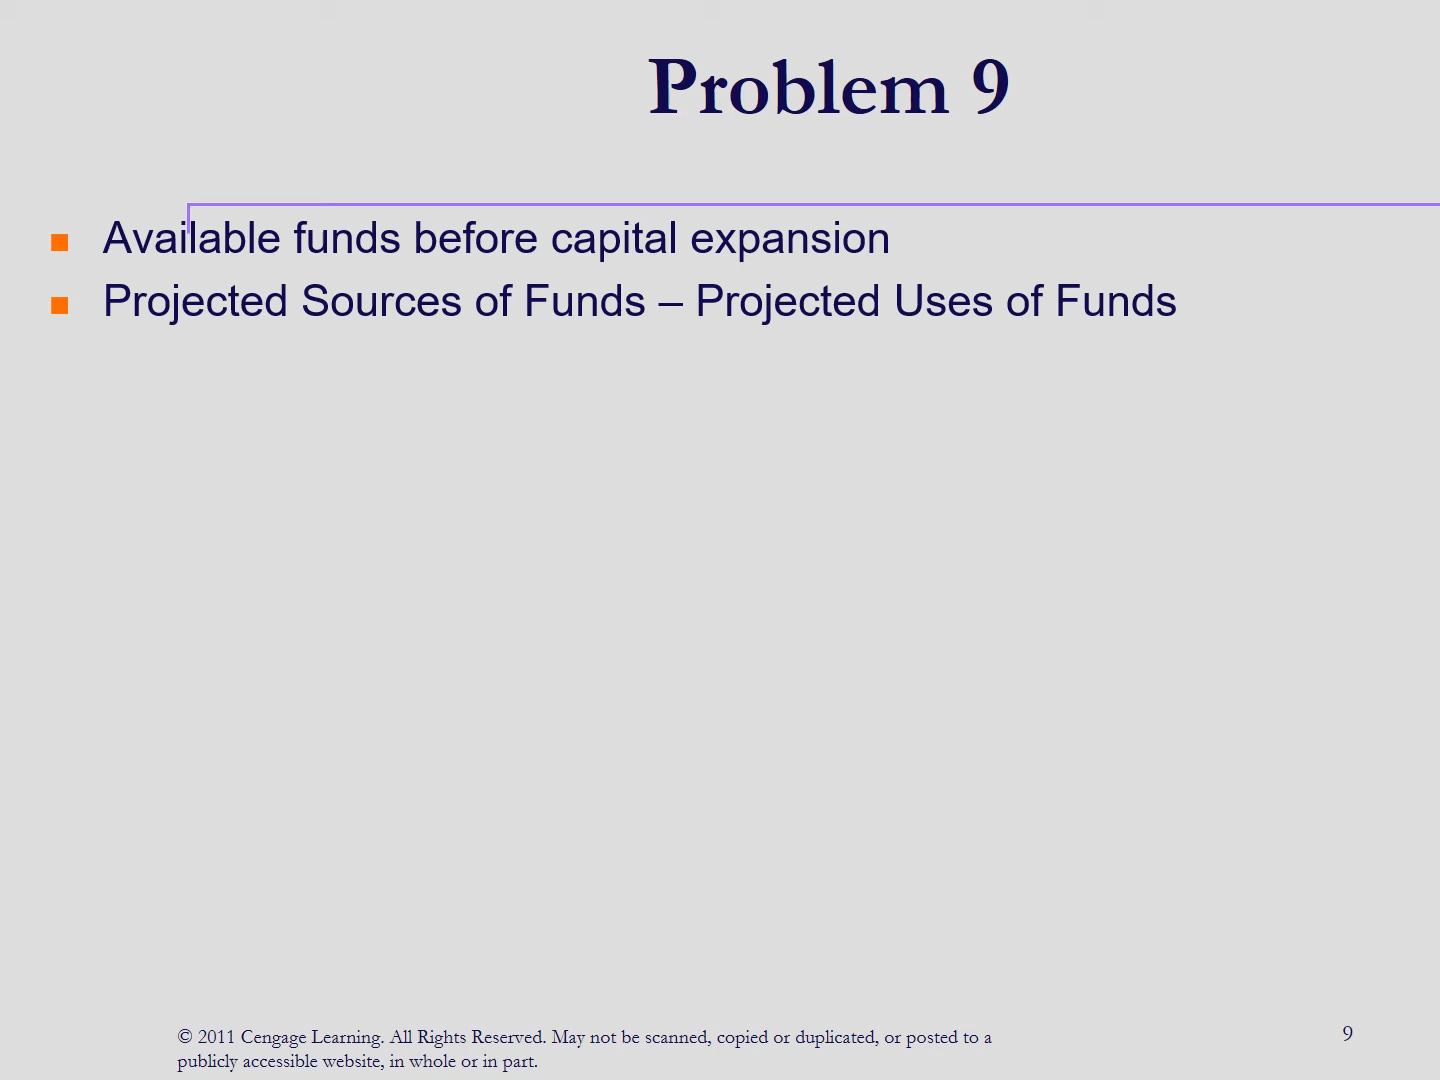 Problem 9
Available funds before capital expansion
Projected Sources of Funds – Projected Uses of Funds
© 2011 Cengage Learning. All Rights Reserved. May not be scanned, copied or duplicated, or posted to a
publicly accessible website, in whole or in part.
9